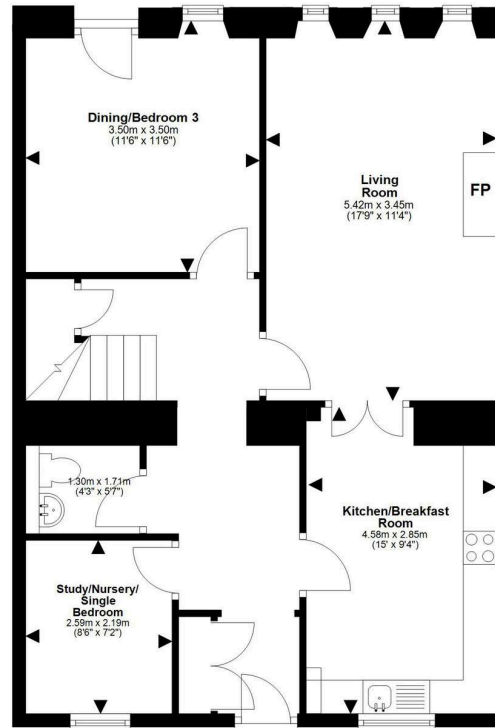 Dining/Bedroom 3
3.50m x 3.50m
(11'6" x 11'6")
Living
Room
5.42m x 3.45m
(17'9" x 11'4")
FP
1.30m x 1.71m
(4'3" x 5'7")
Kitchen/Breakfast
Room
4.58m x 2.85m
(15' x 9'4")
Study/Nursery/
Single
Bedroom
2.59m x 2.19m
(8'6" x 7'2")